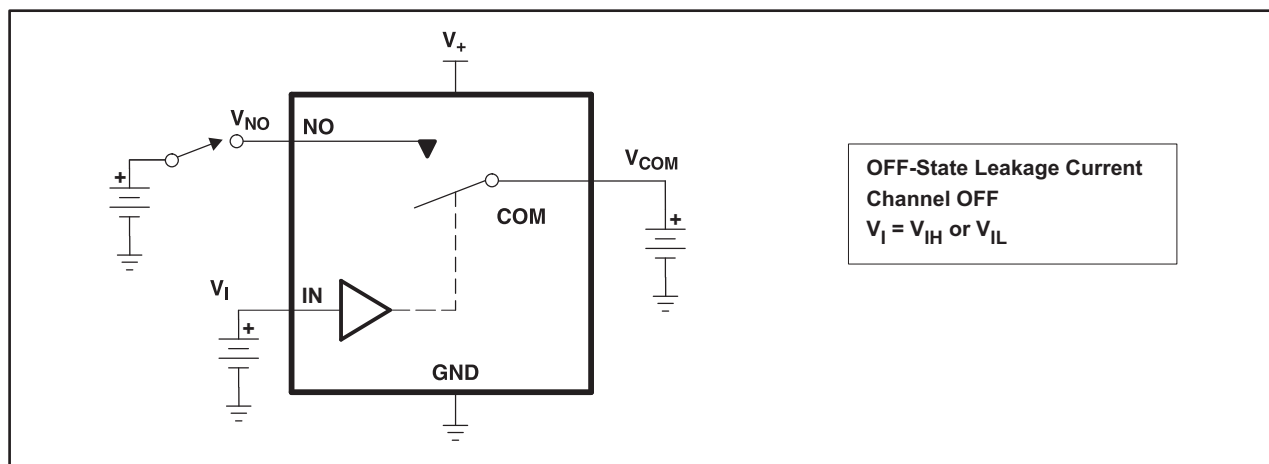 V+
VNO
NO
VCOM
+
COM
+
VI
IN
+
GND
OFF-State Leakage Current
Channel OFF
VI = VIH or VIL